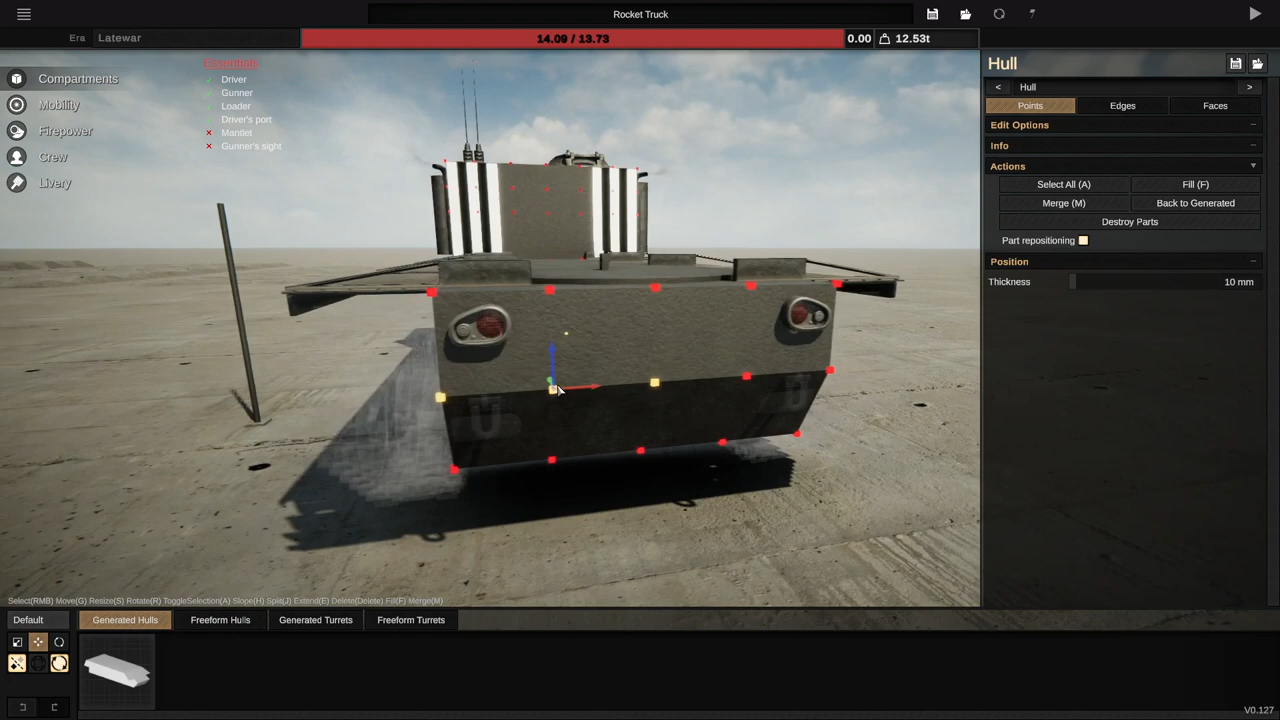 Rocket Truck
Era Latewar
14.09 / 13.73
0.00
12.53t
Compartments
Mobility
Firepower
Crew
Livery
Essentials
Driver
Gunner
Loader
Driver's port
Mantlet
Gunner's sight
Hull
< Hull >
Points Edges Faces
Edit Options
Info
Actions
Select All (A) Fill (F)
Merge (M) Back to Generated
Destroy Parts
Part repositioning
Position
Thickness 10 mm
Select(RMB) Move(G) Resize(S) Rotate(R) ToggleSelection(A) Slope(H) Split(J) Extend(E) Delete(Delete) Fill(F) Merge(M)
Default
Generated Hulls Freeform Hulls Generated Turrets Freeform Turrets
V0.127